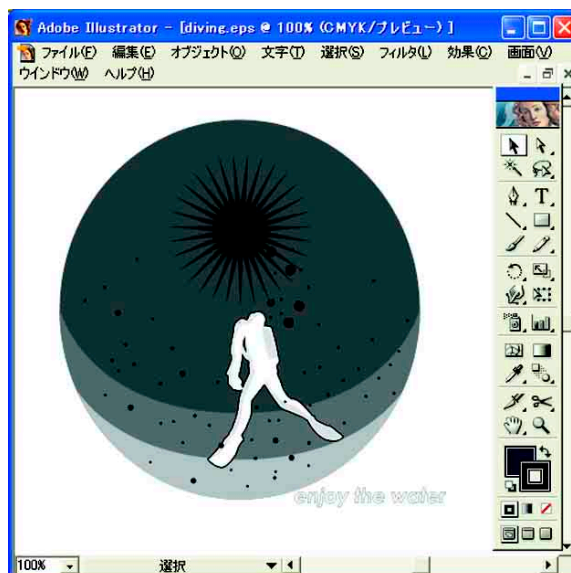 Adobe Illustrator - [diving.eps @ 100% (CMYK/プレビュー) ]
ファイル(F) 編集(E) オブジェクト(O) 文字(T) 選択(S) フィルタ(L) 効果(C) 画面(V)
ウインドウ(W) ヘルプ(H)
T
enjoy the water
100% 選択